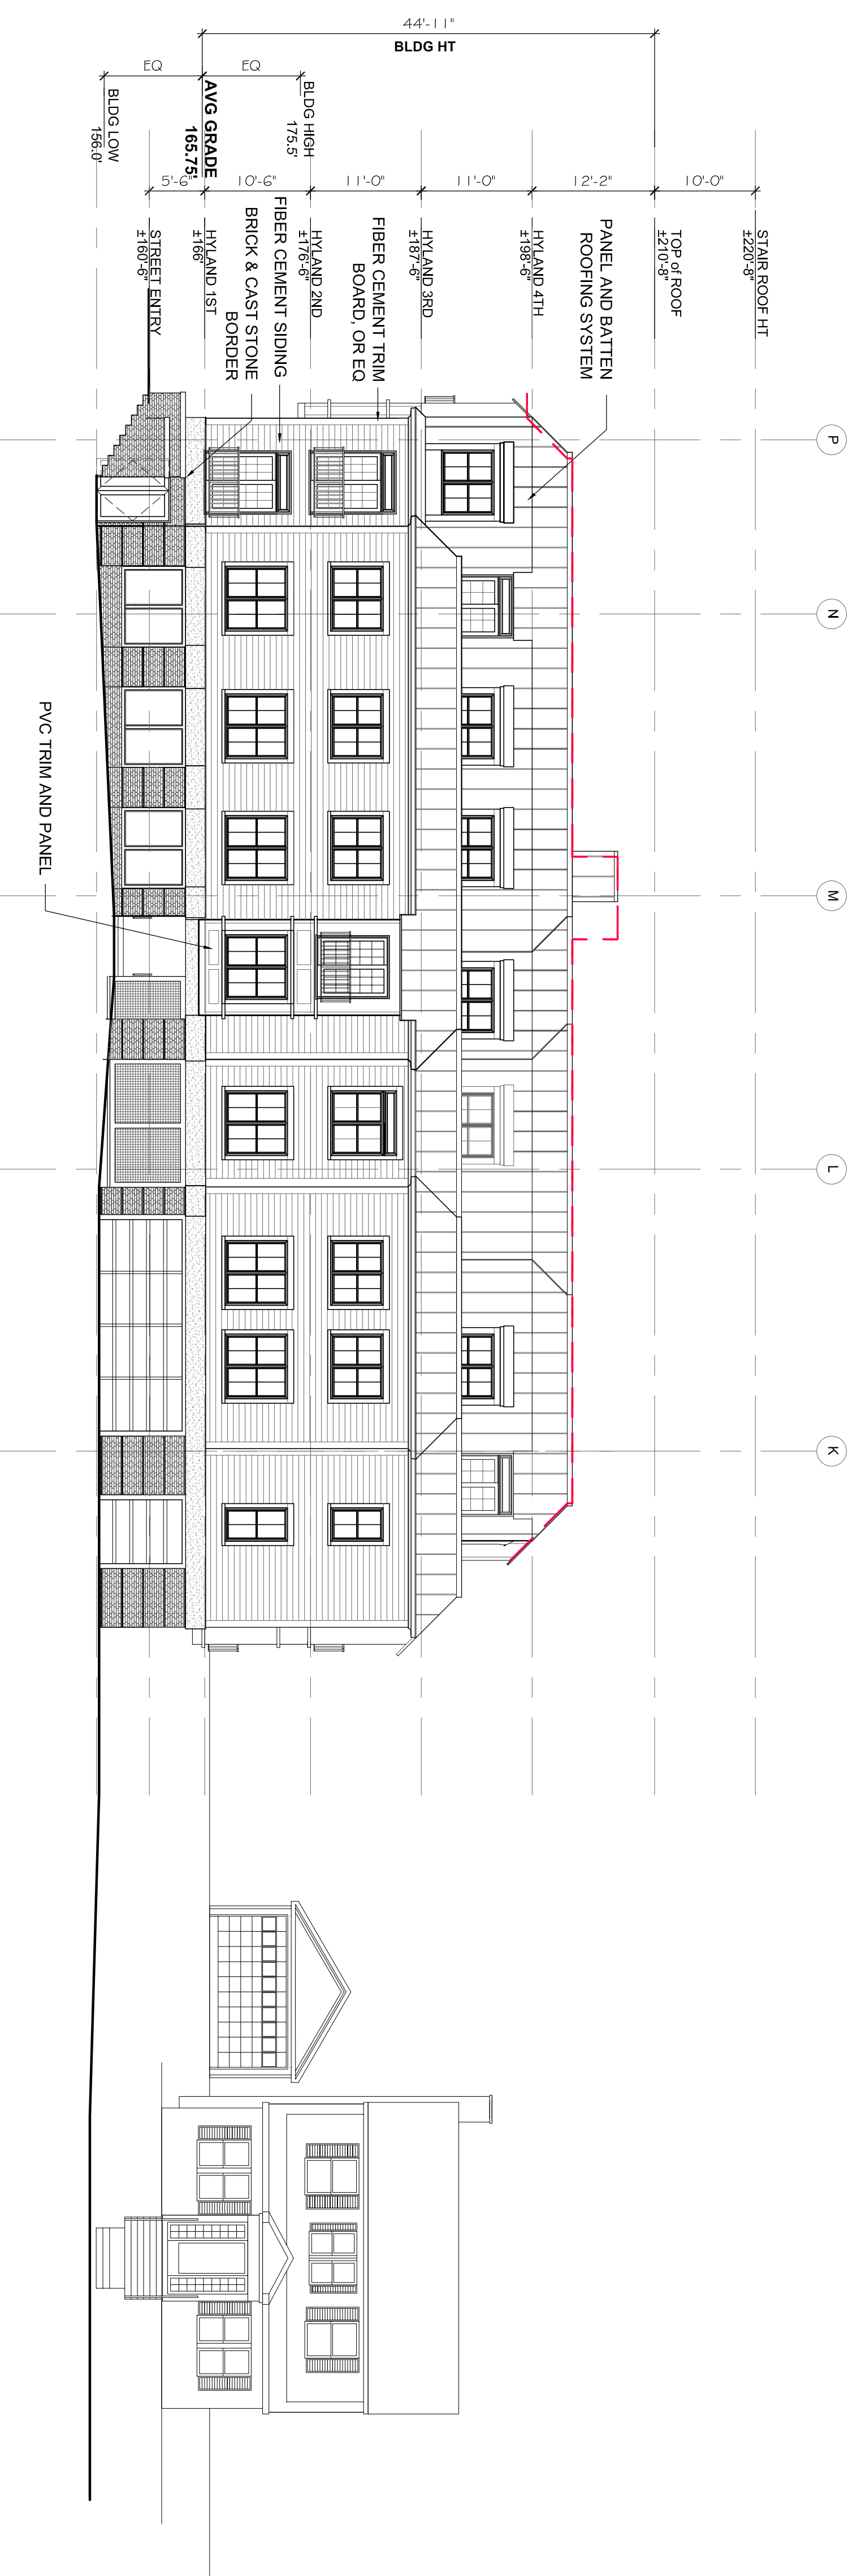 P
N
M
L
K
STAIR ROOF HT
±220'-8"
TOP of ROOF
±210'-8"
HYLAND 4TH
±198'-6"
HYLAND 3RD
±187'-6"
HYLAND 2ND
±176'-6"
HYLAND 1ST
±166'
STREET ENTRY
±160'-6"
10'-0"
12'-2"
11'-0"
11'-0"
10'-6"
5'-6"
44'-11"
BLDG HT
BLDG HIGH
175.5'
EQ
EQ
AVG GRADE
165.75'
BLDG LOW
156.0'
PANEL AND BATTEN
ROOFING SYSTEM
FIBER CEMENT TRIM
BOARD, OR EQ
FIBER CEMENT SIDING
BRICK & CAST STONE
BORDER
PVC TRIM AND PANEL